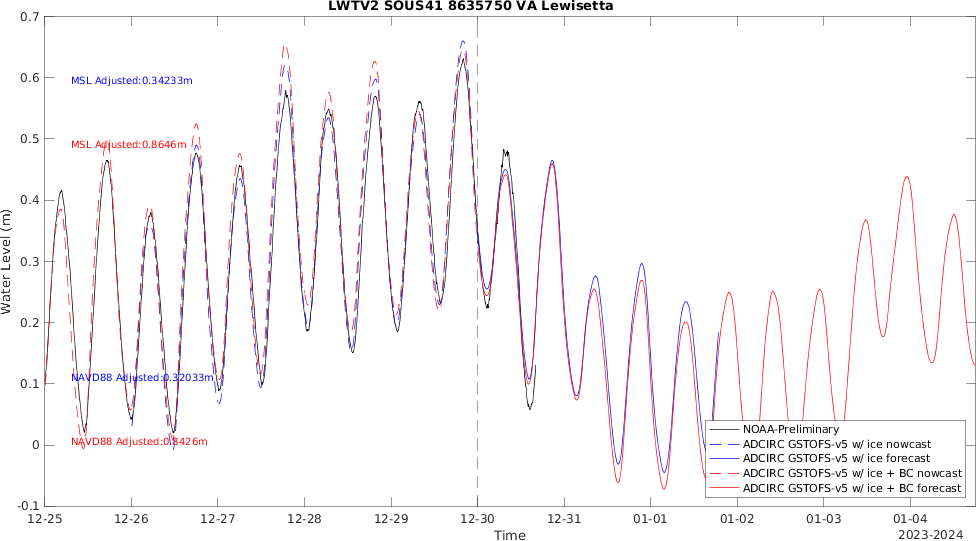 LWTV2 SOUS41 8635750 VA Lewisetta
0.7
0.6
0.5
0.4
0.3
0.2
0.1
0
-0.1
Water Level (m)
MSL Adjusted:0.34233m
MSL Adjusted:0.8646m
NAVD88 Adjusted:0.32033m
NAVD88 Adjusted:0.8426m
NOAA-Preliminary
ADCIRC GSTOFS-v5 w/ ice nowcast
ADCIRC GSTOFS-v5 w/ ice forecast
ADCIRC GSTOFS-v5 w/ ice + BC nowcast
ADCIRC GSTOFS-v5 w/ ice + BC forecast
12-25 12-26 12-27 12-28 12-29 12-30 12-31 01-01 01-02 01-03 01-04
Time
2023-2024